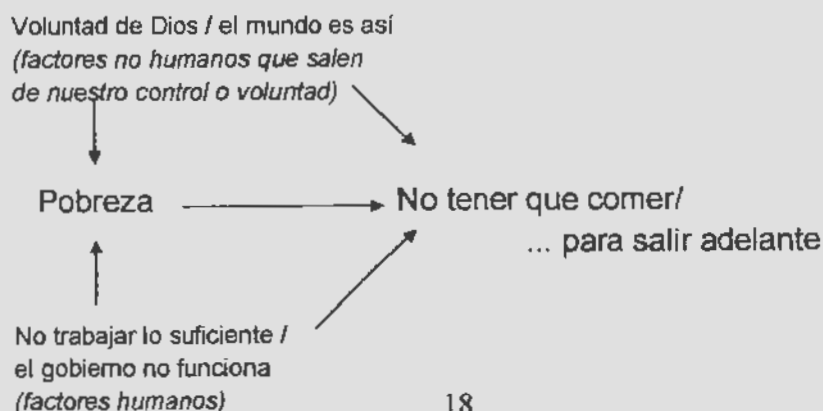 Voluntad de Dios / el mundo es así
(factores no humanos que salen
de nuestro control o voluntad)
Pobreza
No tener que comer/
... para salir adelante
No trabajar lo suficiente /
el gobierno no funciona
(factores humanos)
18